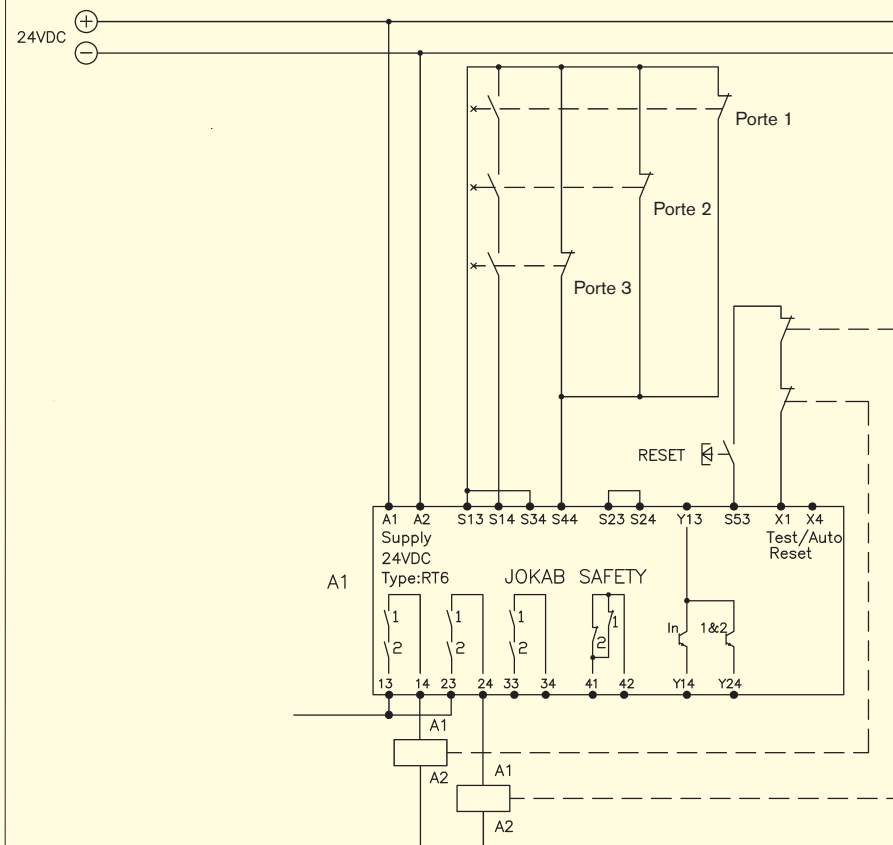 24VDC
Porte 1
Porte 2
Porte 3
RESET
A1 A2 S13 S14 S34 S44 S23 S24 Y13 S53 X1 X4
Supply
Test/Auto
24VDC
Reset
Type:RT6
JOKAB SAFETY
A1
1 1 1 1 In 1&2
2 2 2 2
13 14 23 24 33 34 41 42 Y14 Y24
A1
A2
A1
A2